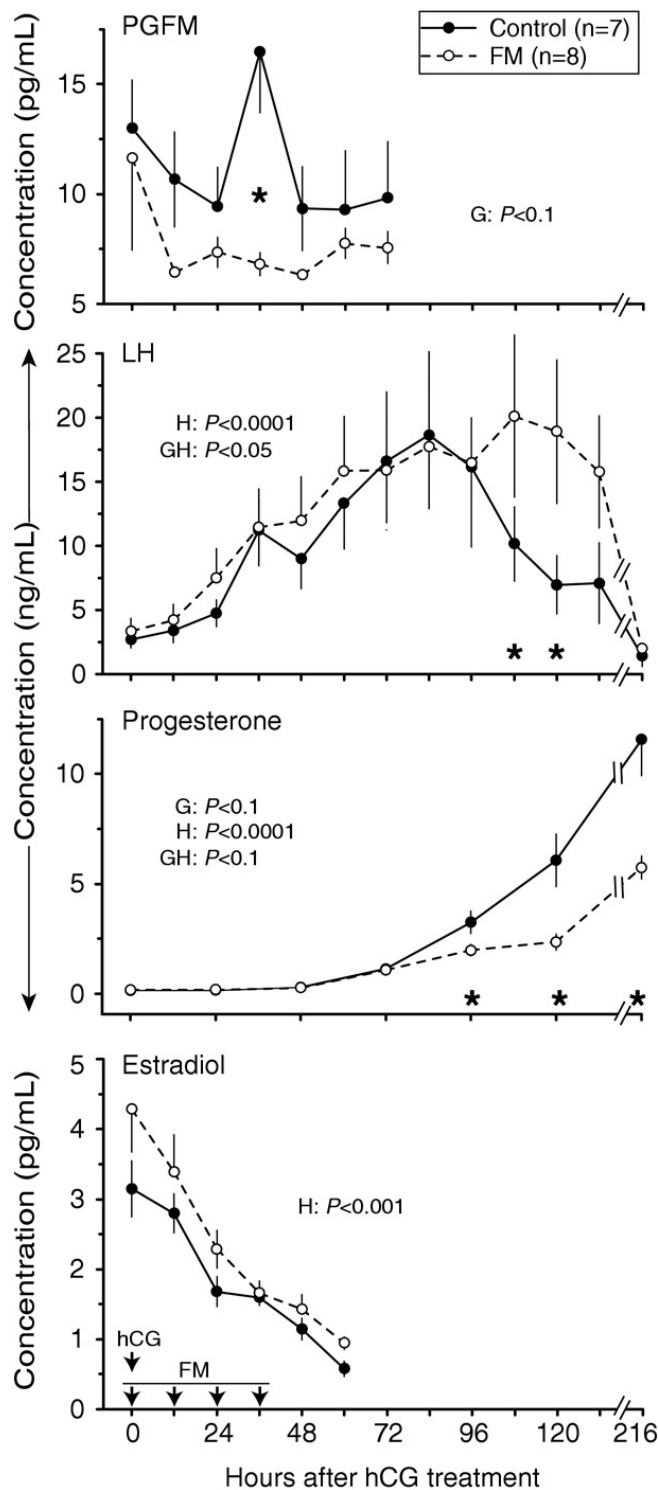 PGFM
Control (n=7)
FM (n=8)
Concentration (pg/mL)
15
10
5
*
G: P<0.1
LH
Concentration (ng/mL)
25
20
15
10
5
0
H: P<0.0001
GH: P<0.05
* *
Progesterone
10
5
0
G: P<0.1
H: P<0.0001
GH: P<0.1
* * *
Estradiol
Concentration (pg/mL)
5
4
3
2
1
0
H: P<0.001
hCG
FM
0 24 48 72 96 120 216
Hours after hCG treatment